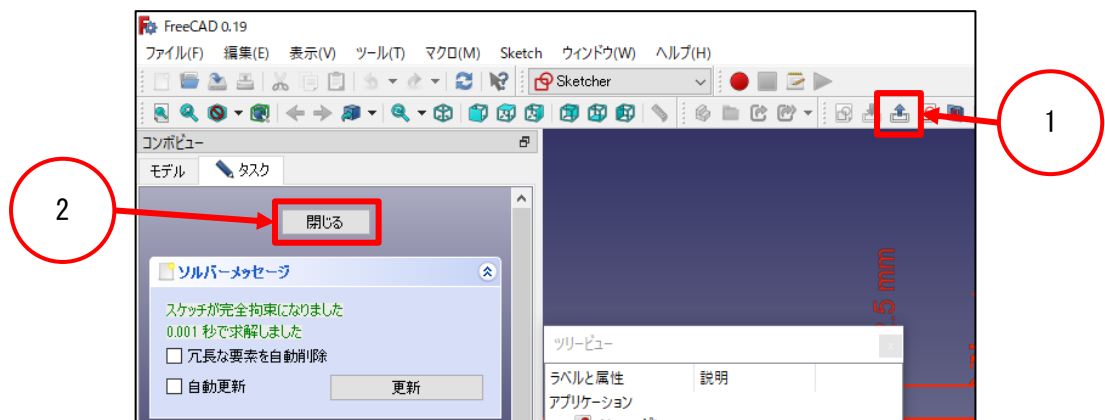 FreeCAD 0.19
ファイル(F) 編集(E) 表示(V) ツール(T) マクロ(M) Sketch ウィンドウ(W) ヘルプ(H)
Sketcher
1
コンボビュー
モデル タスク
2
閉じる
ソルバーメッセージ
スケッチが完全拘束になりました
0.001 秒で求解しました
冗長な要素を自動削除
自動更新 更新
ツリービュー
ラベルと属性 説明
アプリケーション
.5 mm